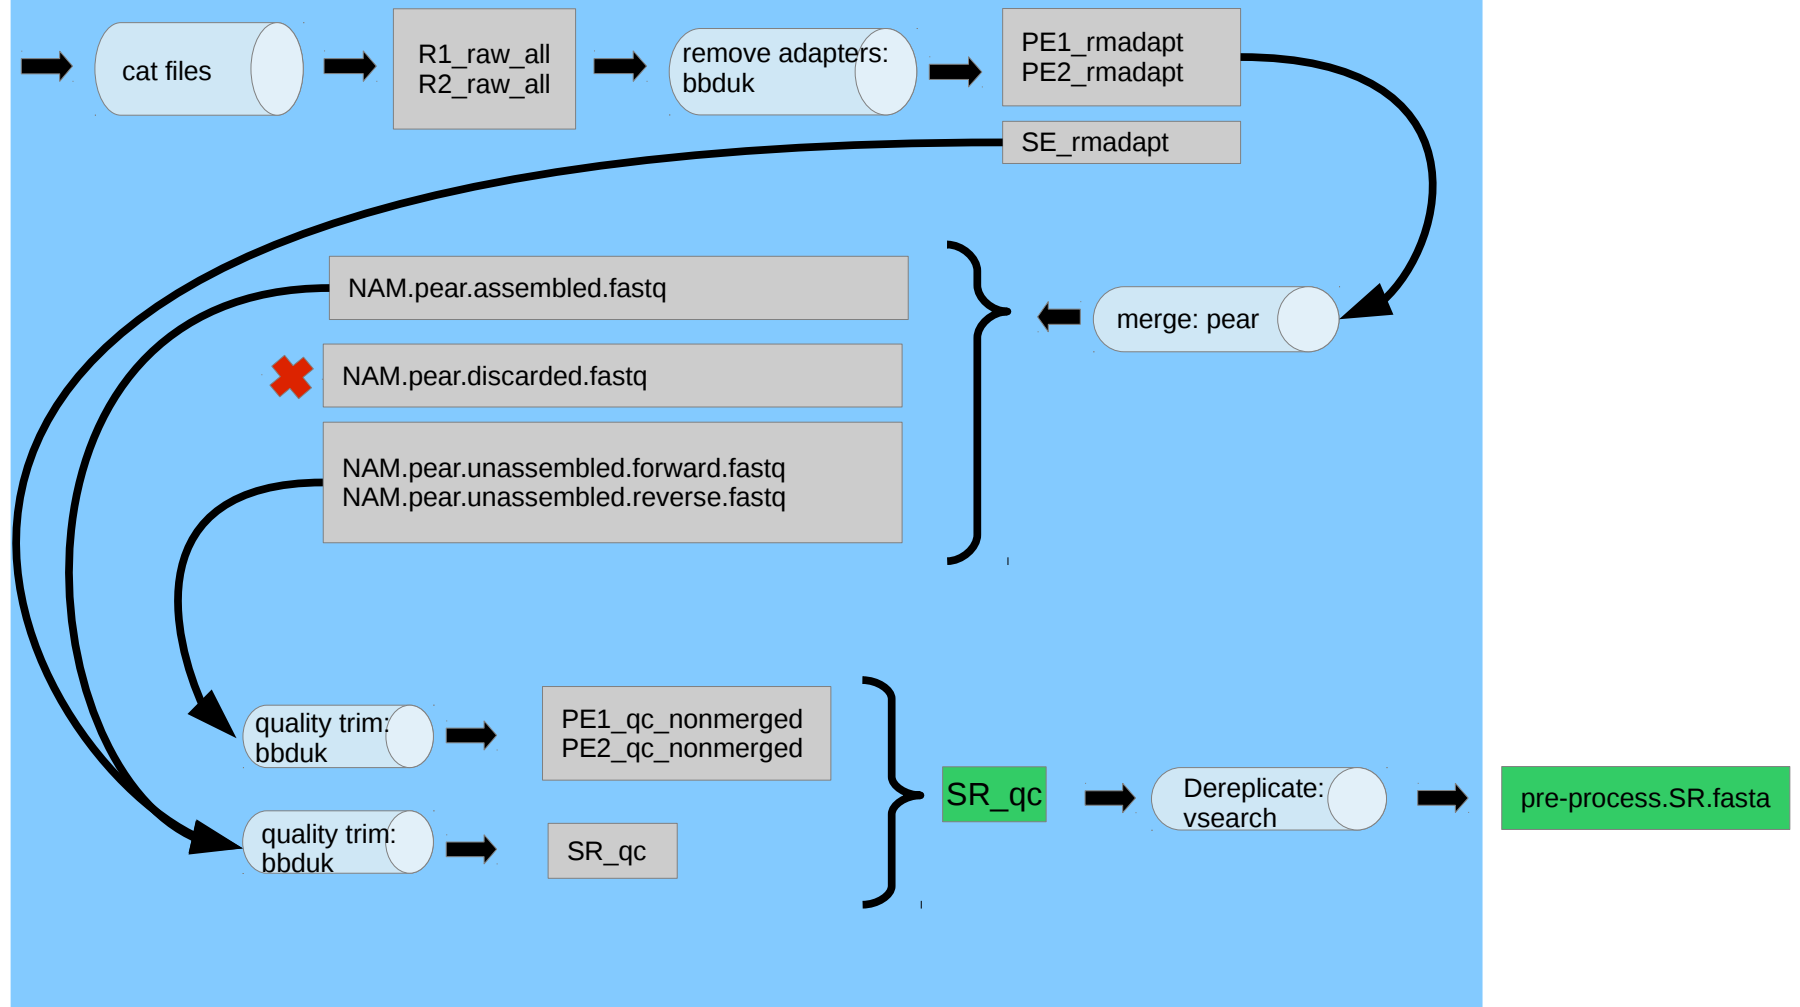 cat files
R1_raw_all
R2_raw_all
remove adapters:
bbduk
PE1_rmadapt
PE2_rmadapt
SE_rmadapt
NAM.pear.assembled.fastq
merge: pear
NAM.pear.discarded.fastq
NAM.pear.unassembled.forward.fastq
NAM.pear.unassembled.reverse.fastq
quality trim:
bbduk
PE1_qc_nonmerged
PE2_qc_nonmerged
quality trim:
bbduk
SR_qc
SR_qc
Dereplicate:
vsearch
pre-process.SR.fasta